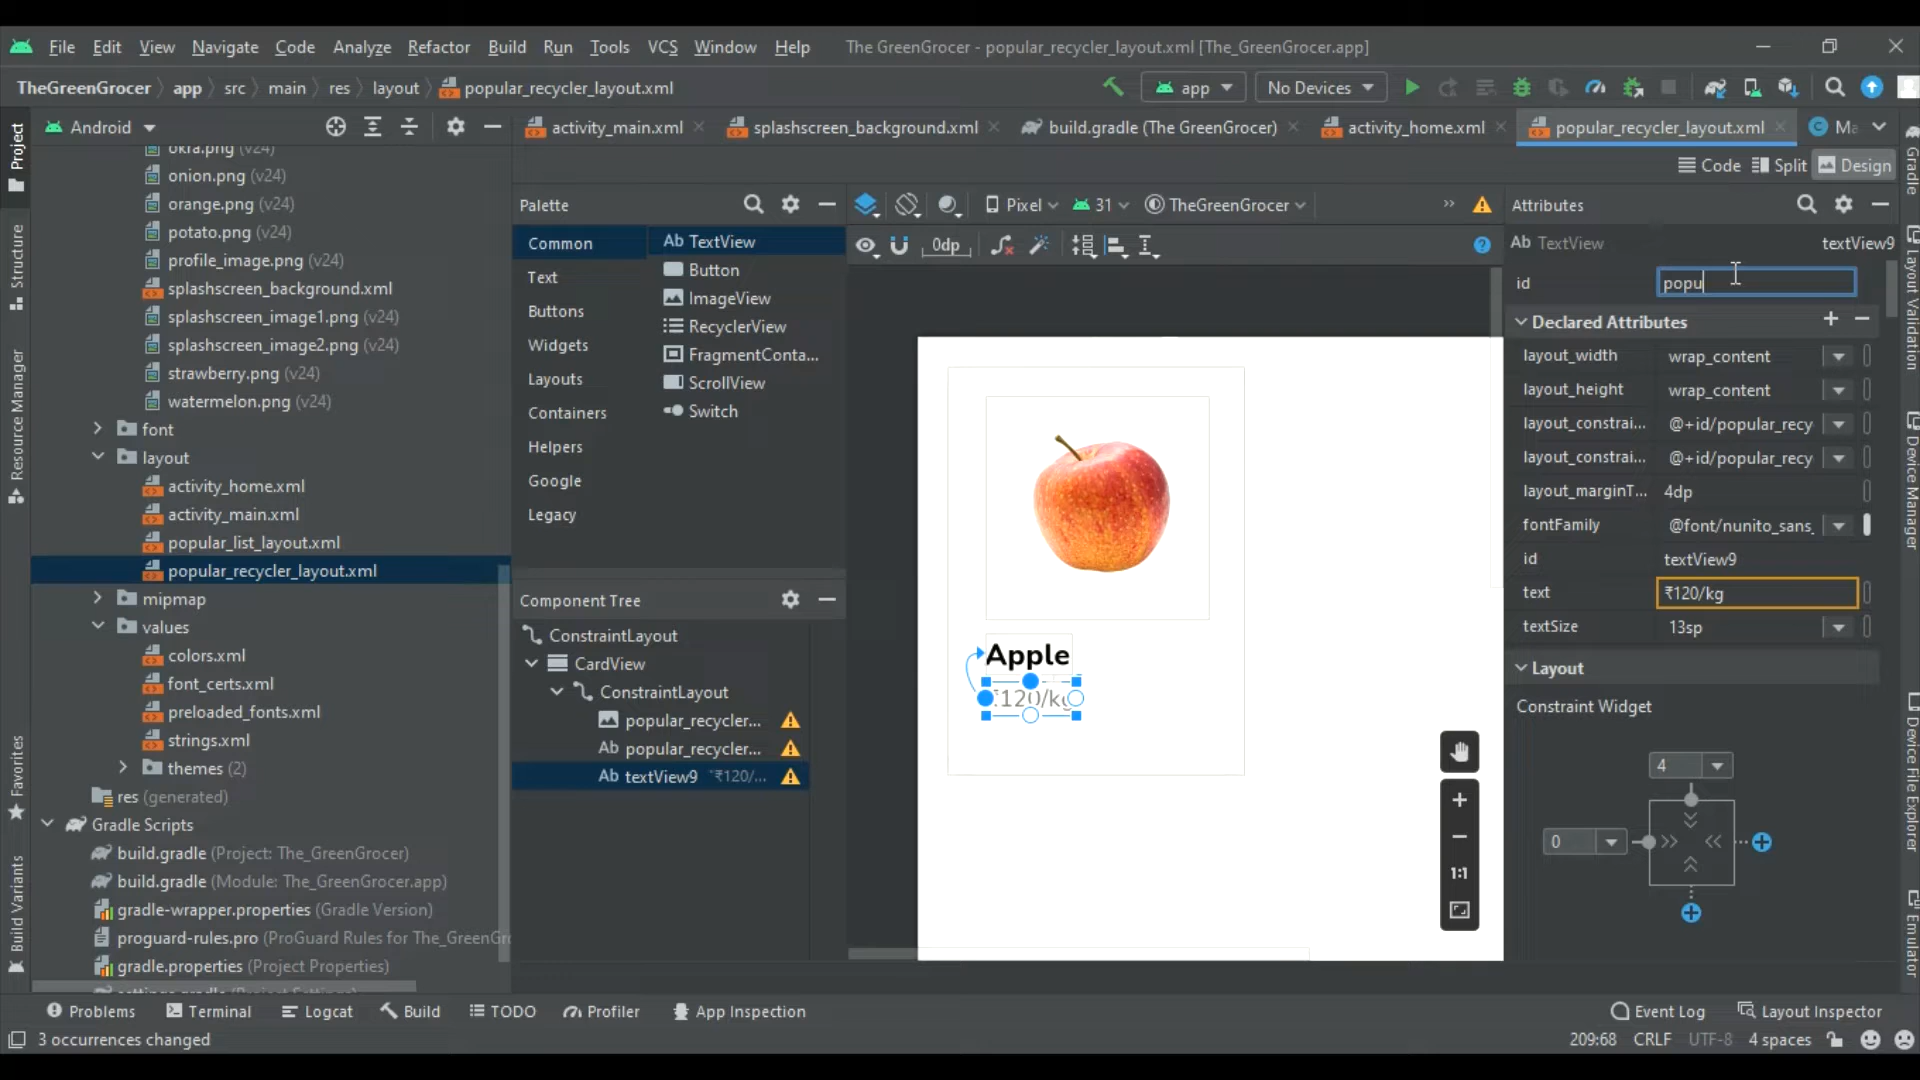 File Edit View Navigate Code Analyze Refactor Build Run Tools VCS Window Help The GreenGrocer - popular_recycler_layout.xml [The_GreenGrocer.app]
TheGreenGrocer app src main res layout popular_recycler_layout.xml app No Devices
Android activity_main.xml splashscreen_background.xml build.gradle (The GreenGrocer) activity_home.xml popular_recycler_layout.xml Ma
Code Split Design
okra.png (v24)
onion.png (v24)
orange.png (v24)
potato.png (v24)
profile_image.png (v24)
splashscreen_background.xml
splashscreen_image1.png (v24)
splashscreen_image2.png (v24)
strawberry.png (v24)
watermelon.png (v24)
font
layout
activity_home.xml
activity_main.xml
popular_list_layout.xml
popular_recycler_layout.xml
mipmap
values
colors.xml
font_certs.xml
preloaded_fonts.xml
strings.xml
themes (2)
res (generated)
Gradle Scripts
build.gradle (Project: The_GreenGrocer)
build.gradle (Module: The_GreenGrocer.app)
gradle-wrapper.properties (Gradle Version)
proguard-rules.pro (ProGuard Rules for The_GreenGr
gradle.properties (Project Properties)
Project
Structure
Resource Manager
Favorites
Build Variants
Palette
Common
Text
Buttons
Widgets
Layouts
Containers
Helpers
Google
Legacy
Ab TextView
Button
ImageView
RecyclerView
FragmentConta...
ScrollView
Switch
Component Tree
ConstraintLayout
CardView
ConstraintLayout
popular_recycler...
Ab popular_recycler...
Ab textView9 "₹120/...
Pixel 31 TheGreenGrocer
0dp
Apple
120/kg
1:1
Attributes
Ab TextView textView9
id popu
Declared Attributes
layout_width wrap_content
layout_height wrap_content
layout_constrai... @+id/popular_recy
layout_constrai... @+id/popular_recy
layout_marginT... 4dp
fontFamily @font/nunito_sans_
id textView9
text ₹120/kg
textSize 13sp
Layout
Constraint Widget
4
0
Gradle
Layout Validation
Device Manager
Device File Explorer
Emulator
Problems Terminal Logcat Build TODO Profiler App Inspection Event Log Layout Inspector
3 occurrences changed 209:68 CRLF UTF-8 4 spaces